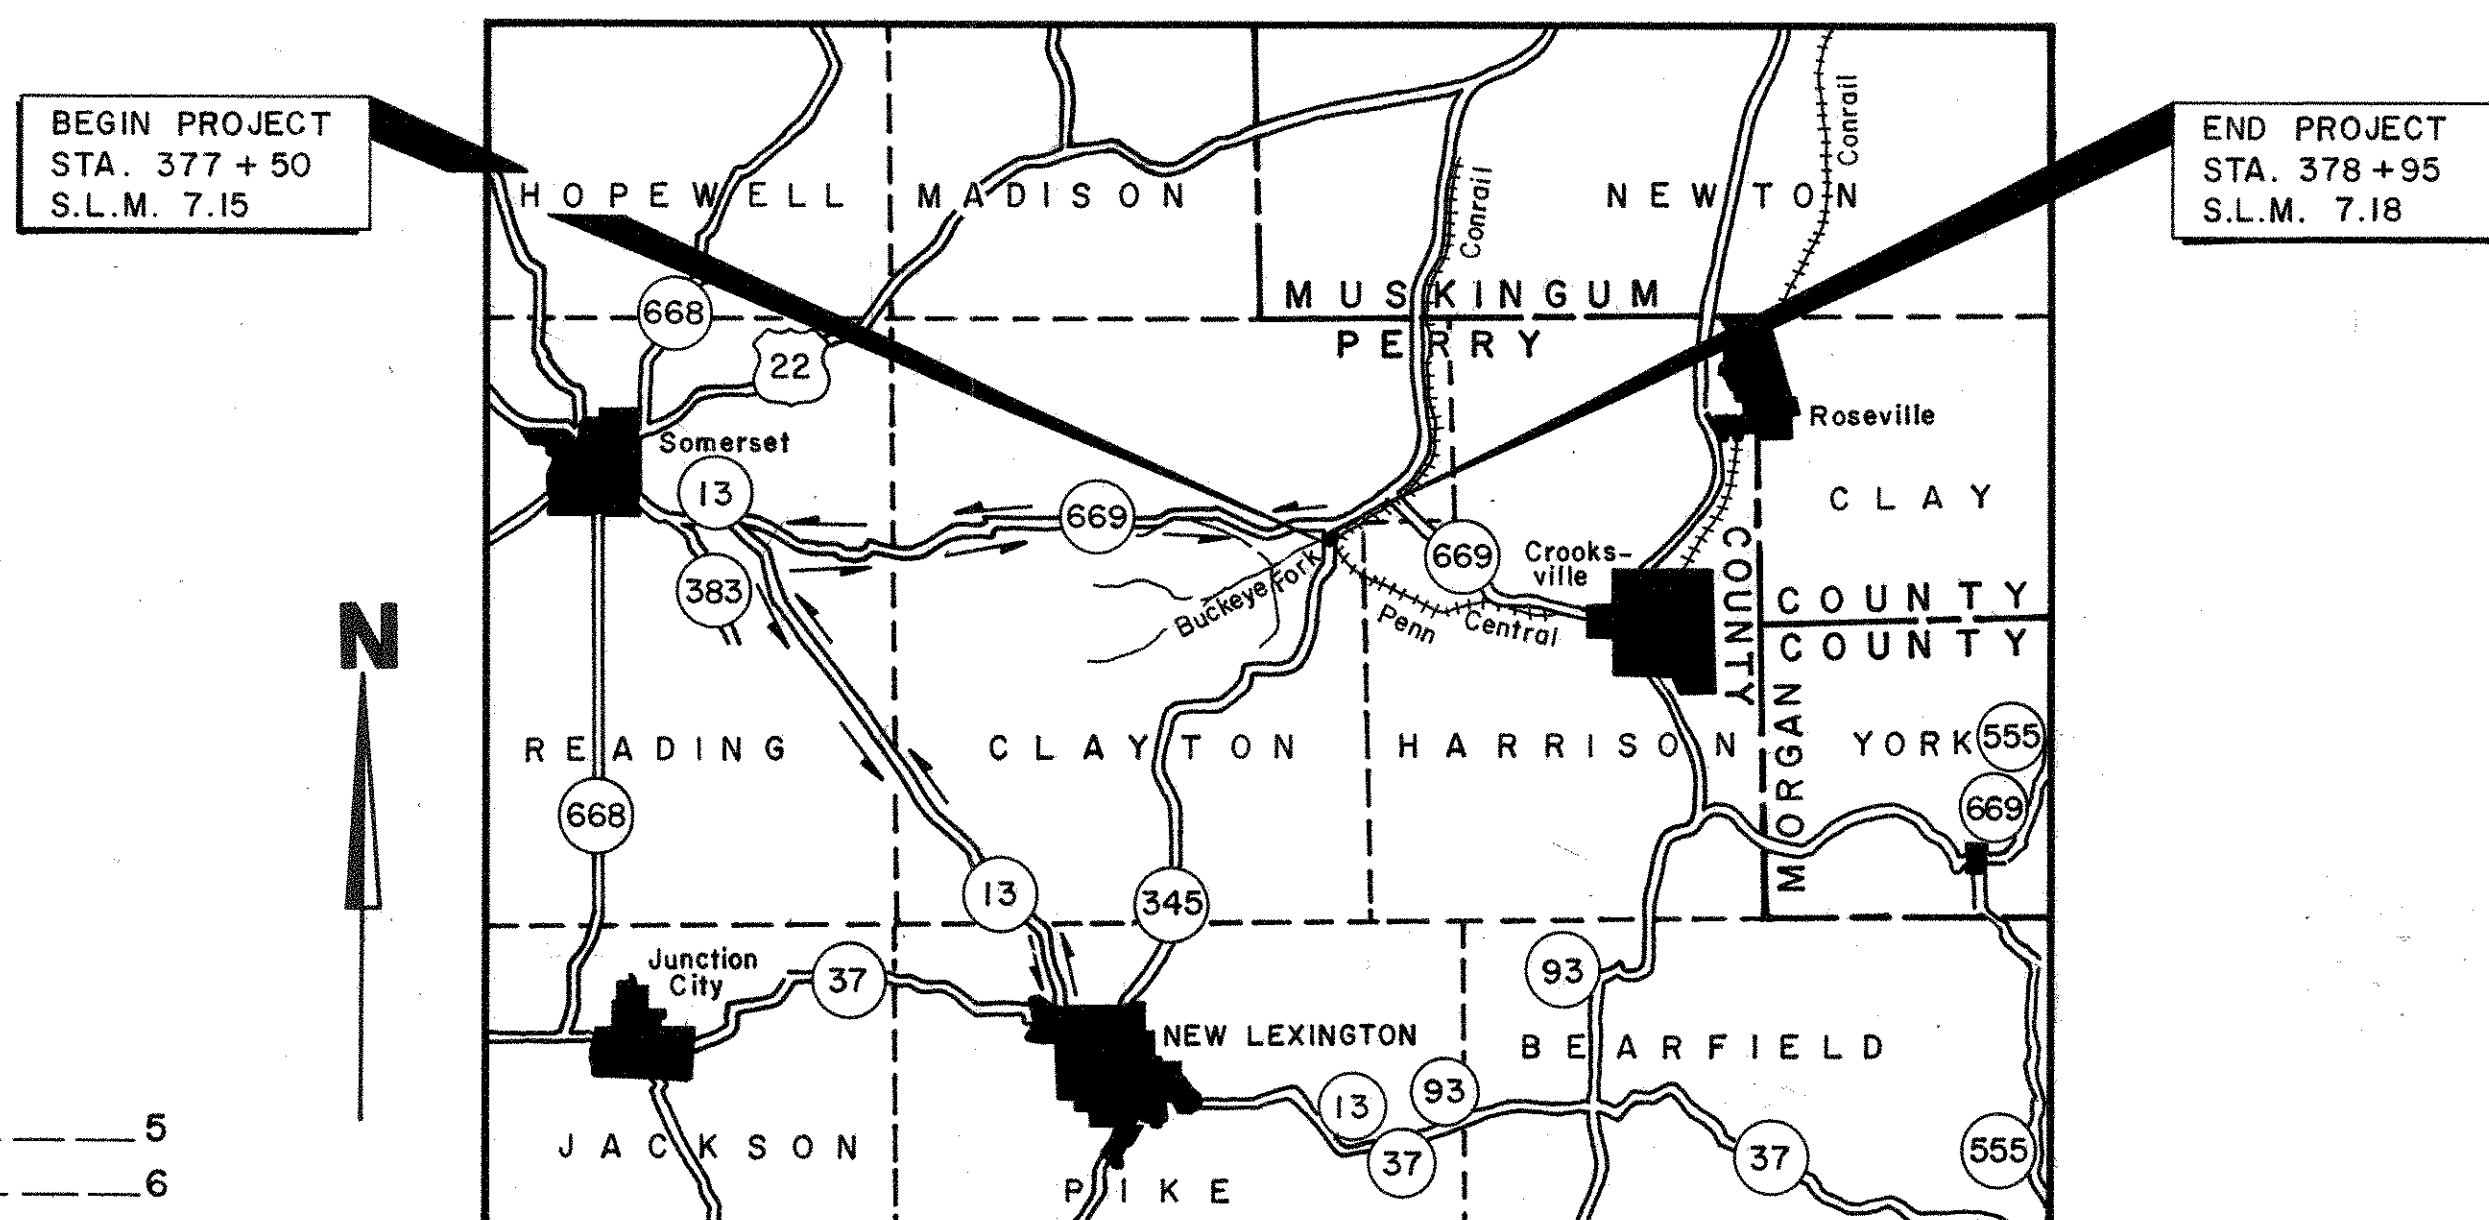 BEGIN PROJECT
STA. 377 + 50
S.L.M. 7.15
END PROJECT
STA. 378 + 95
S.L.M. 7.18
Conrail
Conrail
HOPEWELL
MADISON
NEWTON
MUSKINGUM
PERRY
668
22
Somerset
Roseville
13
669
CLAY
383
669
Crooks-
ville
COUNTY
Buckeye Fork
Penn Central
COUNTY
COUNTY
N
MORGAN
READING
CLAYTON
HARRISON
YORK
555
668
669
13
345
Junction
City
37
93
NEW LEXINGTON
BEARFIELD
13
93
37
37
555
JACKSON
PIKE
5
6